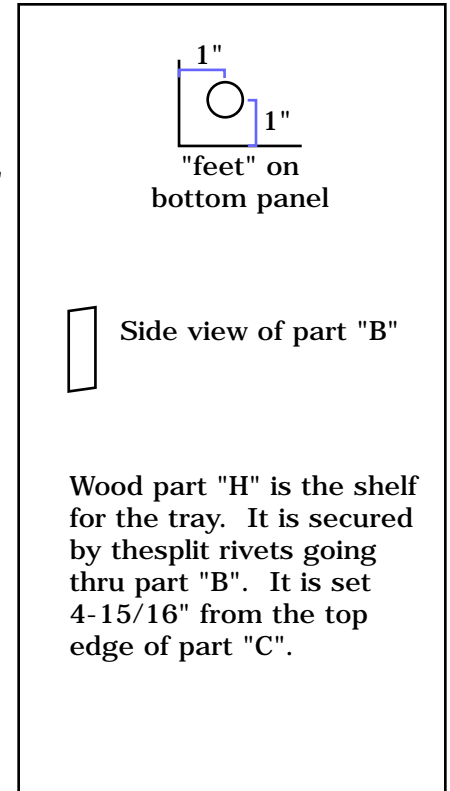 1"
1"
"feet" on
bottom panel
Side view of part "B"
Wood part "H" is the shelf
for the tray. It is secured
by thesplit rivets going
thru part "B". It is set
4-15/16" from the top
edge of part "C".